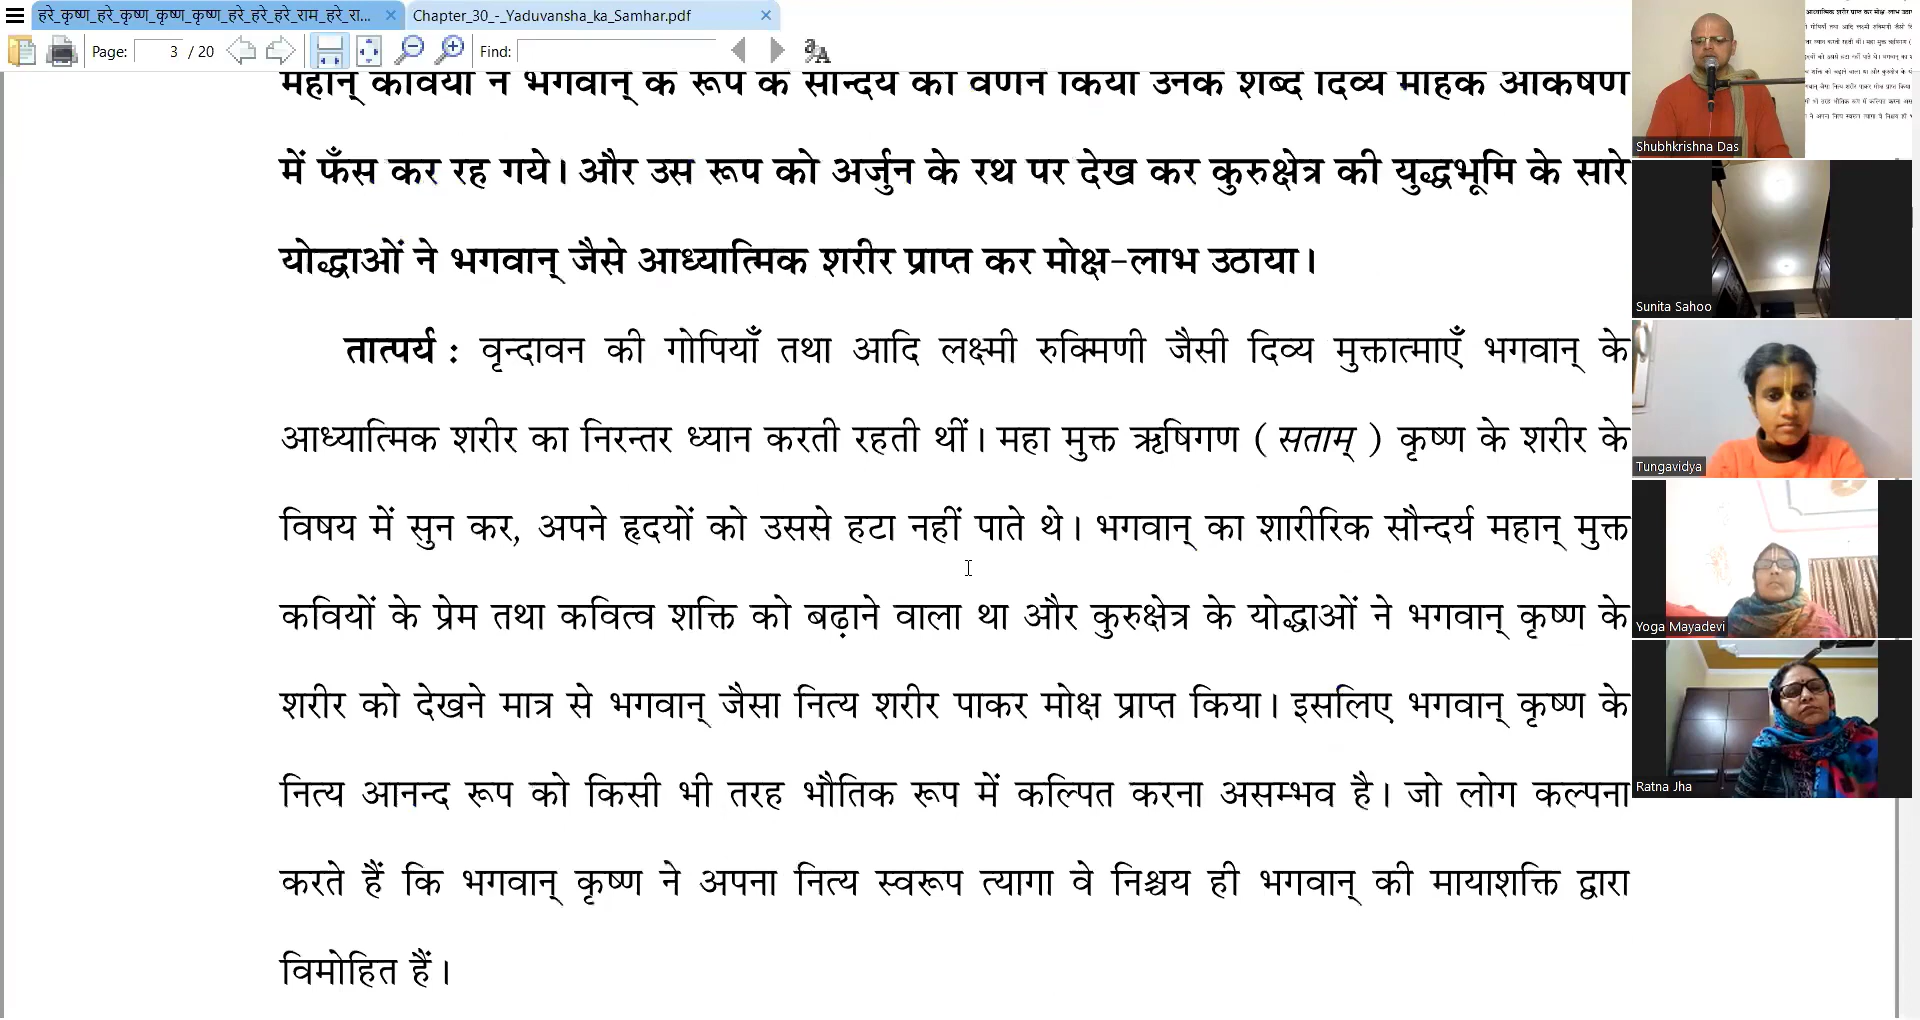 हरे_कृष्ण_हरे_कृष्ण_कृष्ण_कृष्ण_हरे_हरे_हरे_राम_हरे_रा...
Chapter_30_-_Yaduvansha_ka_Samhar.pdf
Page: 3 / 20 Find:
महान् कवियों ने भगवान् के रूप के सौन्दर्य का वर्णन किया उनके शब्द दिव्य मोहक आकर्षण
में फँस कर रह गये। और उस रूप को अर्जुन के रथ पर देख कर कुरुक्षेत्र की युद्धभूमि के सारे
योद्धाओं ने भगवान् जैसे आध्यात्मिक शरीर प्राप्त कर मोक्ष-लाभ उठाया।
तात्पर्य : वृन्दावन की गोपियाँ तथा आदि लक्ष्मी रुक्मिणी जैसी दिव्य मुक्तात्माएँ भगवान् के
आध्यात्मिक शरीर का निरन्तर ध्यान करती रहती थीं। महा मुक्त ऋषिगण ( सताम् ) कृष्ण के शरीर के
विषय में सुन कर, अपने हृदयों को उससे हटा नहीं पाते थे। भगवान् का शारीरिक सौन्दर्य महान् मुक्त
कवियों के प्रेम तथा कवित्व शक्ति को बढ़ाने वाला था और कुरुक्षेत्र के योद्धाओं ने भगवान् कृष्ण के
शरीर को देखने मात्र से भगवान् जैसा नित्य शरीर पाकर मोक्ष प्राप्त किया। इसलिए भगवान् कृष्ण के
नित्य आनन्द रूप को किसी भी तरह भौतिक रूप में कल्पित करना असम्भव है। जो लोग कल्पना
करते हैं कि भगवान् कृष्ण ने अपना नित्य स्वरूप त्यागा वे निश्चय ही भगवान् की मायाशक्ति द्वारा
विमोहित हैं।
Shubhkrishna Das
Sunita Sahoo
Tungavidya
Yoga Mayadevi
Ratna Jha